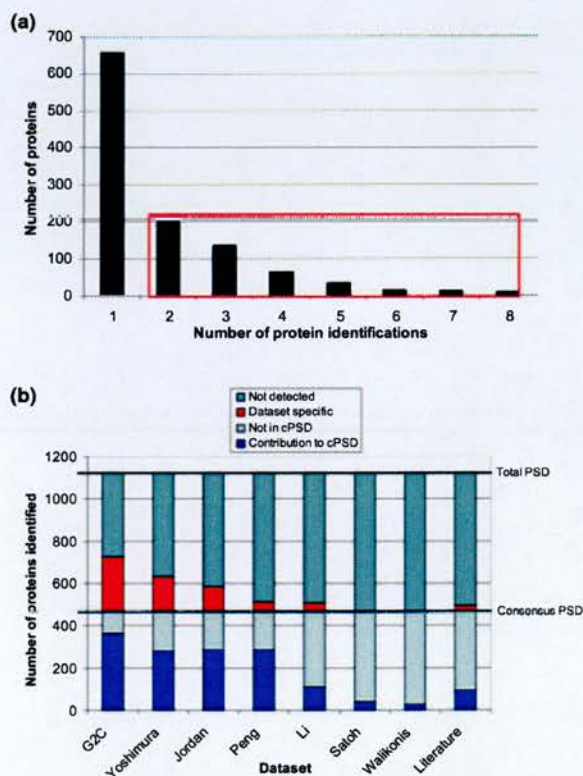 (a)
Number of proteins
700
600
500
400
300
200
100
0
1 2 3 4 5 6 7 8
Number of protein identifications
(b)
Not detected
Dataset specific
Not in cPSD
Contribution to cPSD
Number of proteins identified
1200
1000
800
600
400
200
0
Total PSD
Consensus PSD
G2C Yoshimura Jordan Peng Li Satoh Walikonis Literature
Dataset